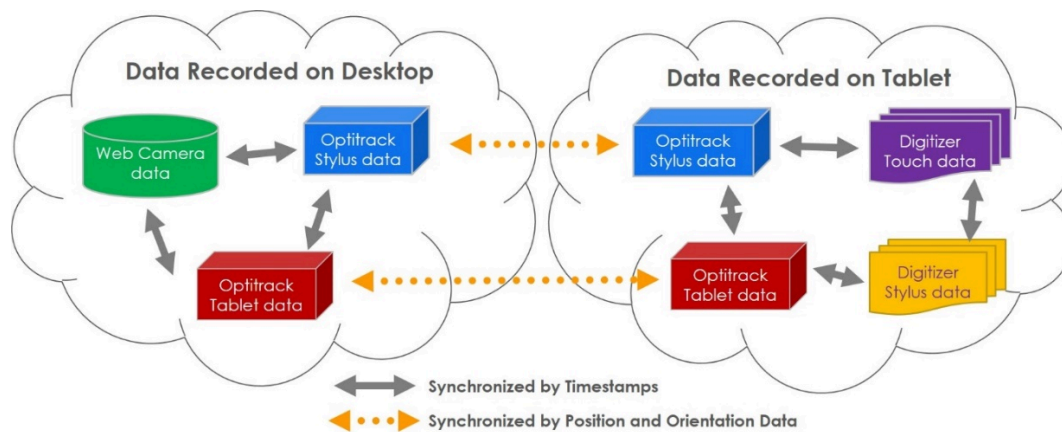 Data Recorded on Desktop
Web Camera
data
Optitrack
Stylus data
Optitrack
Tablet data
Data Recorded on Tablet
Optitrack
Stylus data
Digitizer
Touch data
Optitrack
Tablet data
Digitizer
Stylus data
Synchronized by Timestamps
Synchronized by Position and Orientation Data